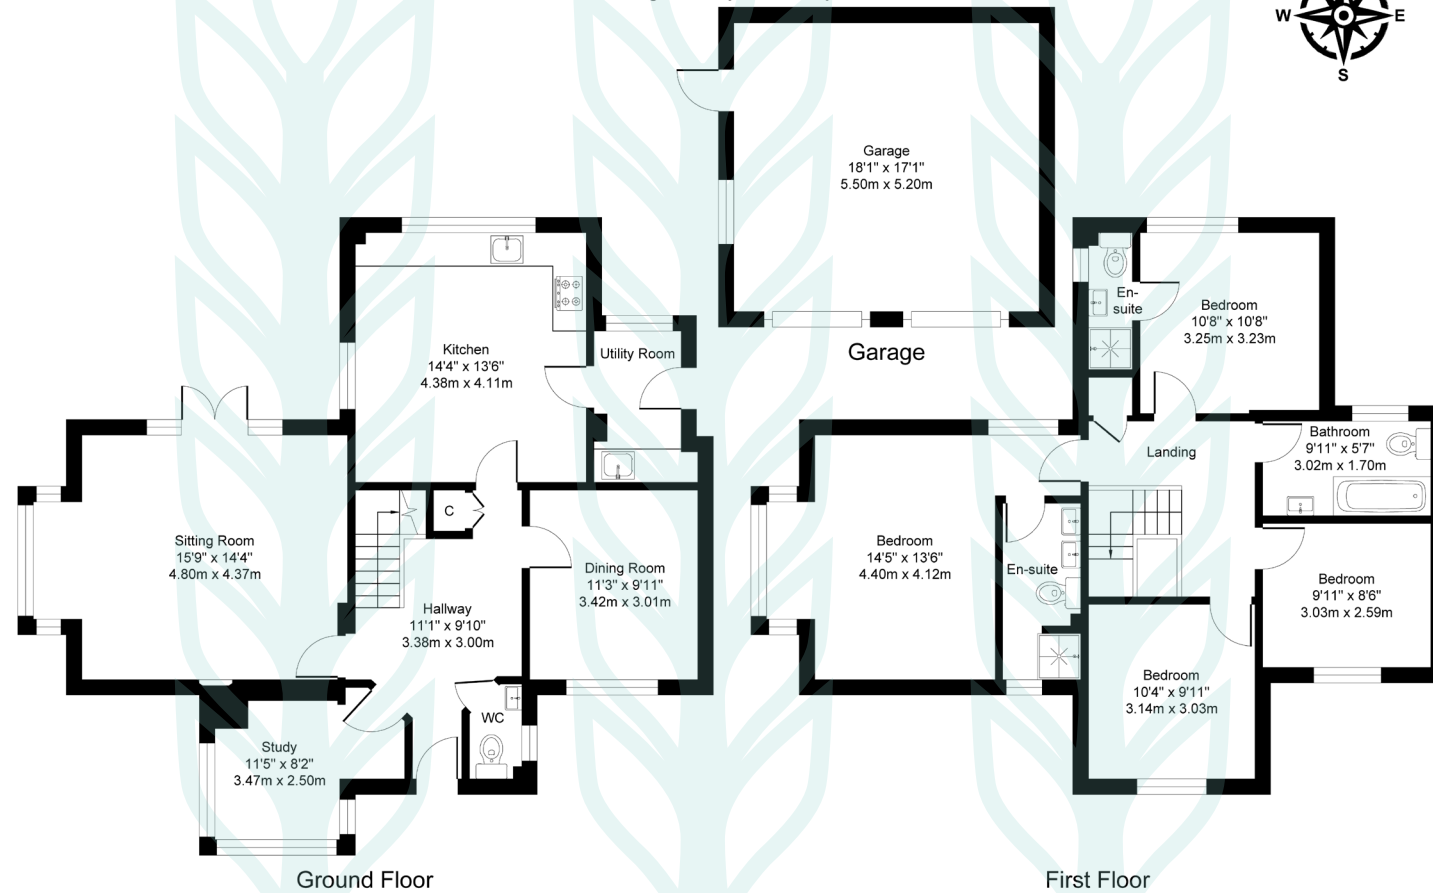 W
E
S
Garage
18'1" x 17'1"
5.50m x 5.20m
Garage
Kitchen
14'4" x 13'6"
4.38m x 4.11m
Utility Room
Sitting Room
15'9" x 14'4"
4.80m x 4.37m
C
Dining Room
11'3" x 9'11"
3.42m x 3.01m
Hallway
11'1" x 9'10"
3.38m x 3.00m
WC
Study
11'5" x 8'2"
3.47m x 2.50m
Ground Floor
En-
suite
Bedroom
10'8" x 10'8"
3.25m x 3.23m
Landing
Bathroom
9'11" x 5'7"
3.02m x 1.70m
Bedroom
14'5" x 13'6"
4.40m x 4.12m
En-suite
Bedroom
9'11" x 8'6"
3.03m x 2.59m
Bedroom
10'4" x 9'11"
3.14m x 3.03m
First Floor